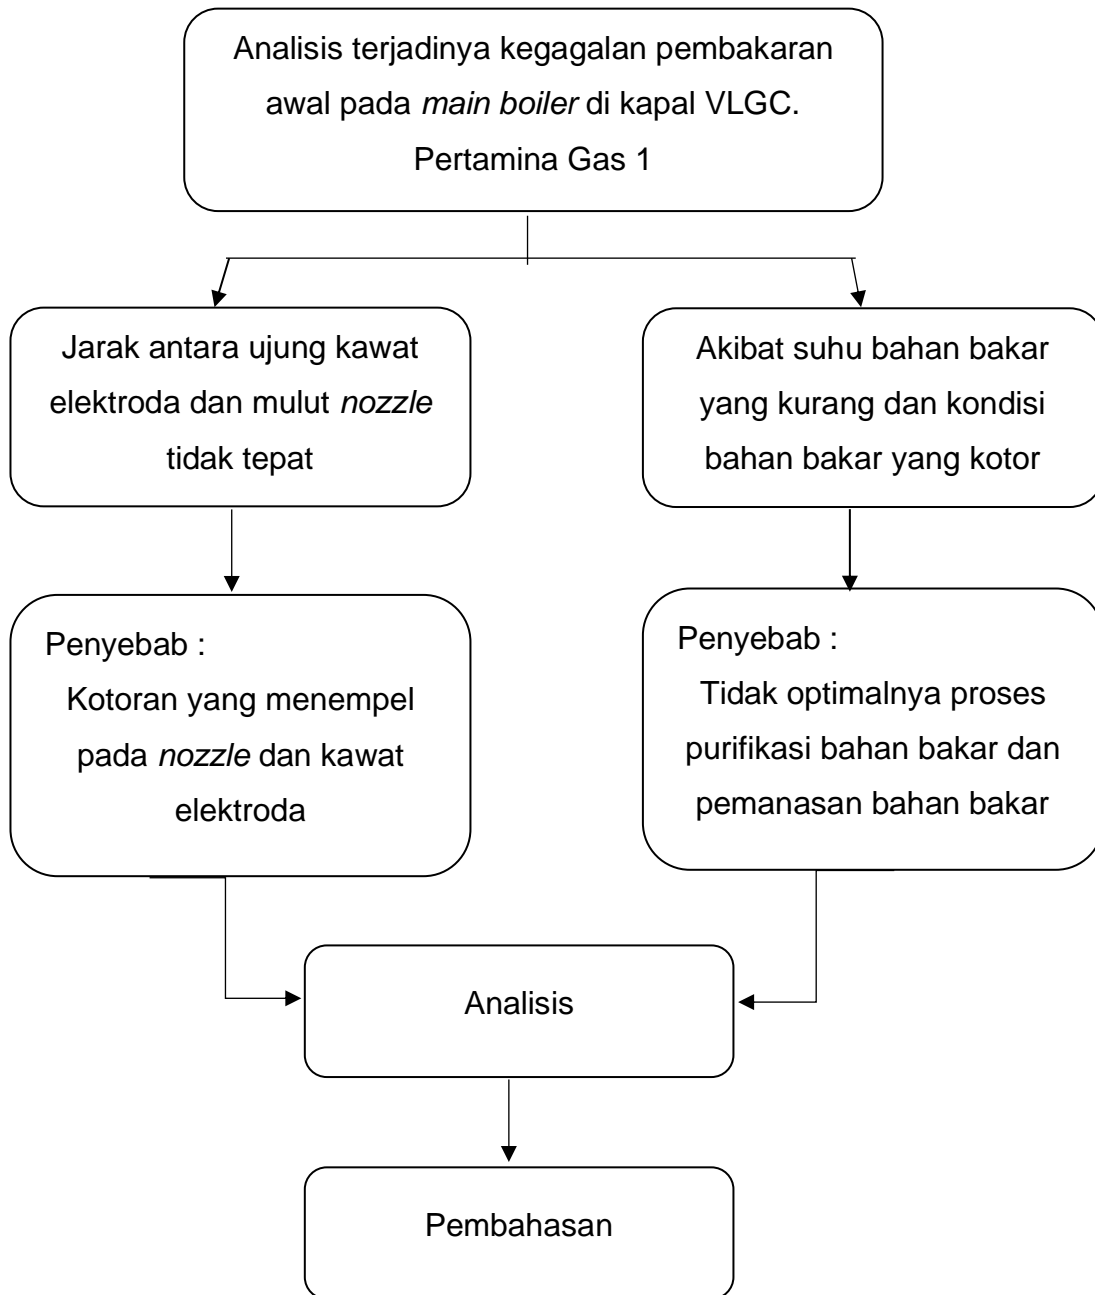 Analisis terjadinya kegagalan pembakaran
awal pada main boiler di kapal VLGC.
Pertamina Gas 1
Jarak antara ujung kawat
elektroda dan mulut nozzle
tidak tepat
Akibat suhu bahan bakar
yang kurang dan kondisi
bahan bakar yang kotor
Penyebab :
Kotoran yang menempel
pada nozzle dan kawat
elektroda
Penyebab :
Tidak optimalnya proses
purifikasi bahan bakar dan
pemanasan bahan bakar
Analisis
Pembahasan